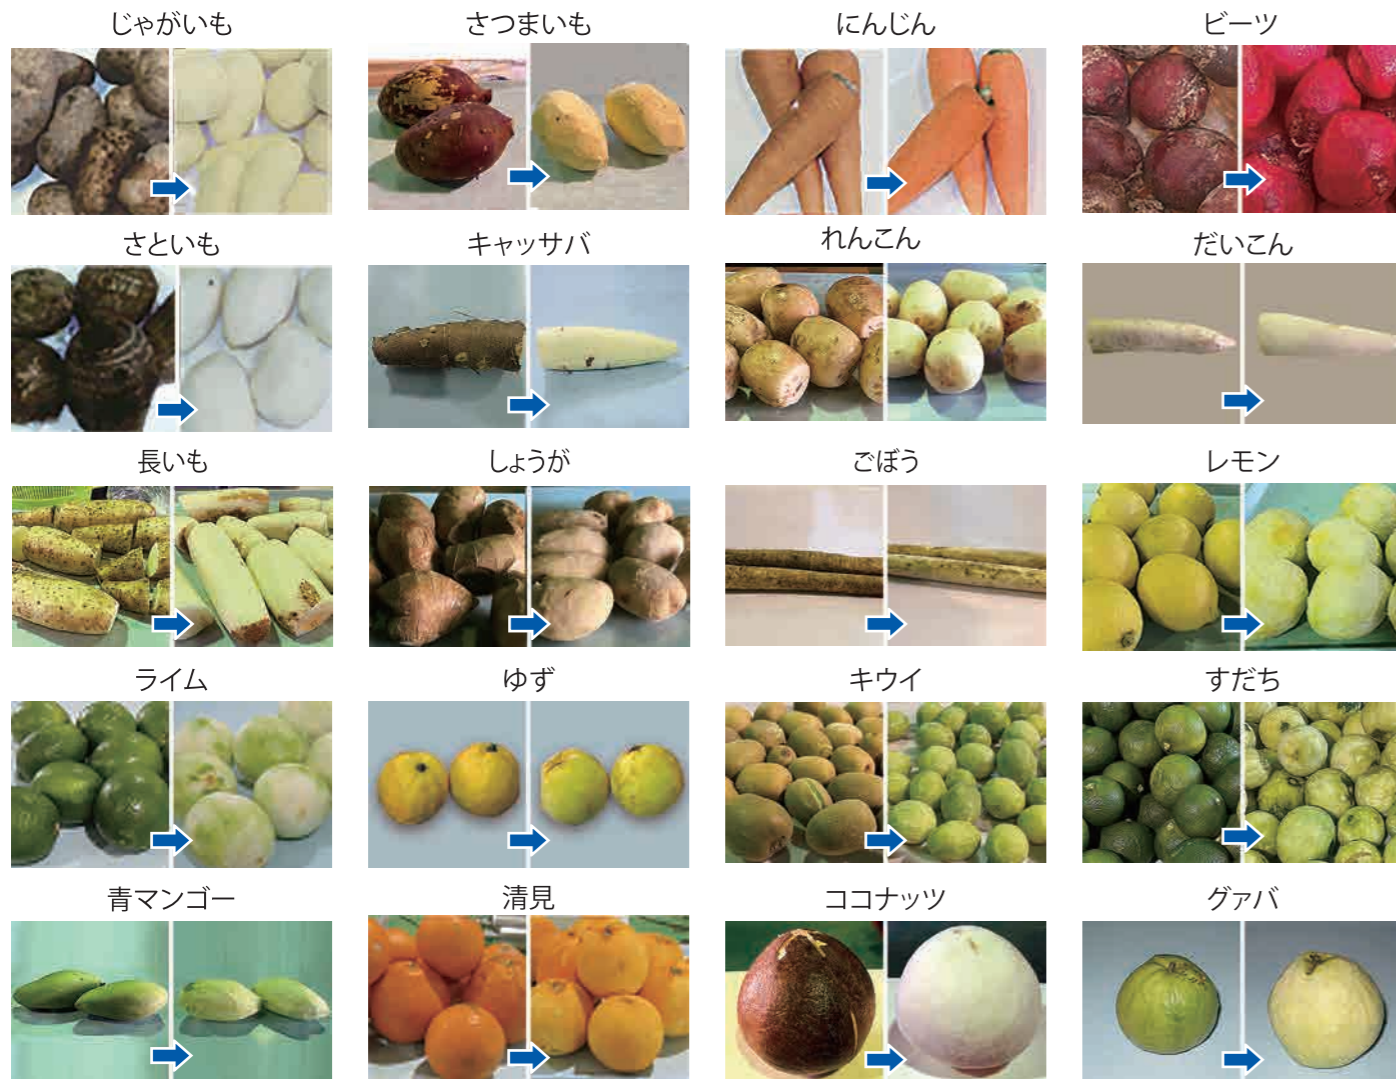 じゃがいも
さつまいも
にんじん
ビーツ
さといも
キャッサバ
れんこん
だいこん
長いも
しょうが
ごぼう
レモン
ライム
ゆず
キウイ
すだち
青マンゴー
清見
ココナッツ
グァバ